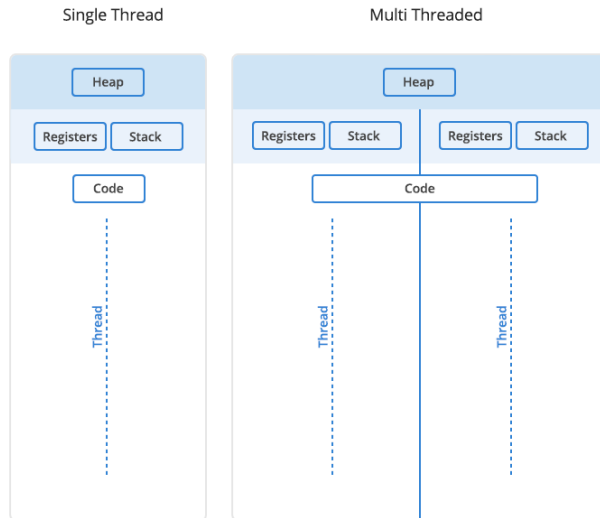 Single Thread
Multi Threaded
Heap
Heap
Registers
Stack
Registers
Stack
Registers
Stack
Code
Code
Thread
Thread
Thread